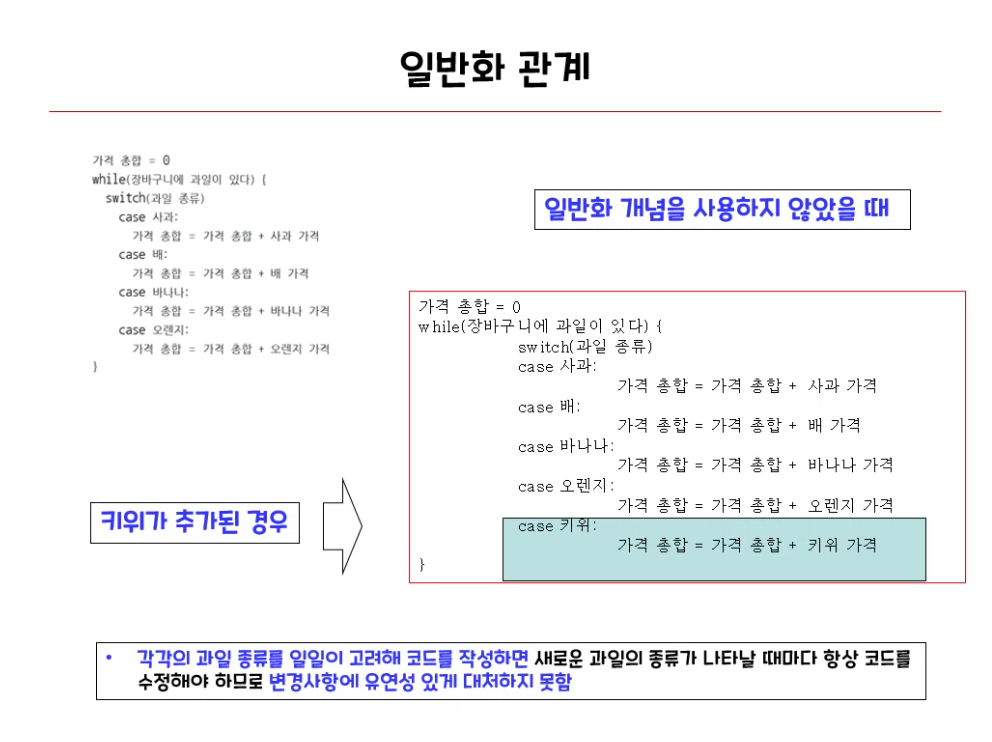 일반화 관계
가격 총합 = 0
while(장바구니에 과일이 있다) {
switch(과일 종류)
case 사과:
가격 총합 = 가격 총합 + 사과 가격
case 배:
가격 총합 = 가격 총합 + 배 가격
case 바나나:
가격 총합 = 가격 총합 + 바나나 가격
case 오렌지:
가격 총합 = 가격 총합 + 오렌지 가격
}
일반화 개념을 사용하지 않았을 때
가격 총합 = 0
while(장바구니에 과일이 있다) {
switch(과일 종류)
case 사과:
가격 총합 = 가격 총합 + 사과 가격
case 배:
가격 총합 = 가격 총합 + 배 가격
case 바나나:
가격 총합 = 가격 총합 + 바나나 가격
case 오렌지:
가격 총합 = 가격 총합 + 오렌지 가격
case 키위:
가격 총합 = 가격 총합 + 키위 가격
}
키위가 추가된 경우
• 각각의 과일 종류를 일일이 고려해 코드를 작성하면 새로운 과일의 종류가 나타날 때마다 항상 코드를
수정해야 하므로 변경사항에 유연성 있게 대처하지 못함